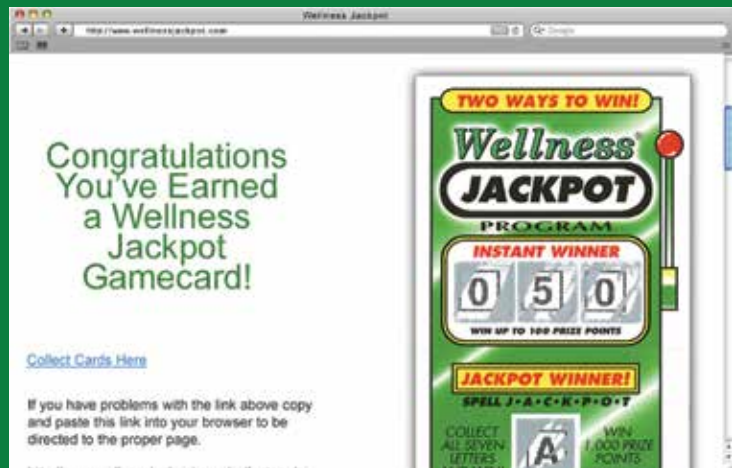 Wellness Jackpot
http://www.wellnessjackpot.com
Google
Congratulations
You've Earned
a Wellness
Jackpot
Gamecard!
Collect Cards Here
If you have problems with the link above copy
and paste this link into your browser to be
directed to the proper page.
TWO WAYS TO WIN!
Wellness®
JACKPOT
PROGRAM
INSTANT WINNER
0 5 0
WIN UP TO 100 PRIZE POINTS
JACKPOT WINNER!
SPELL J•A•C•K•P•O•T
COLLECT
ALL SEVEN
LETTERS
A
WIN
1,000 PRIZE
POINTS